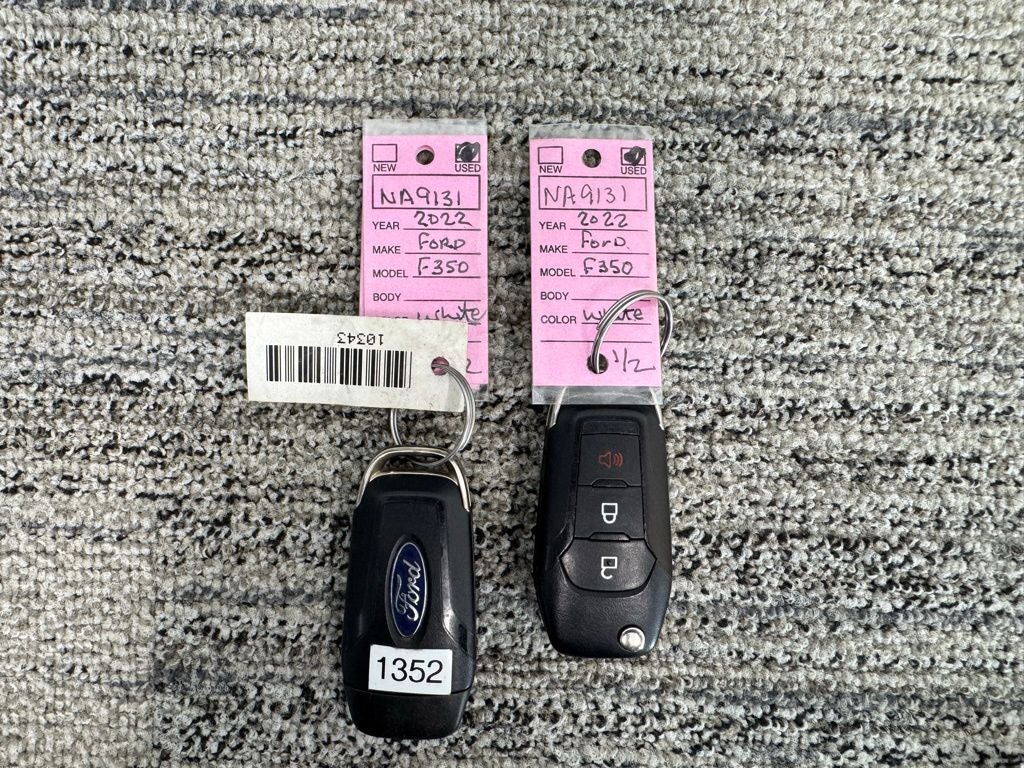 NEW USED
NA9131
YEAR 2022
MAKE FORD
MODEL F350
BODY
White
10343
Ford
1352
NEW USED
NA9131
YEAR 2022
MAKE Ford
MODEL F350
BODY
COLOR White
1/2